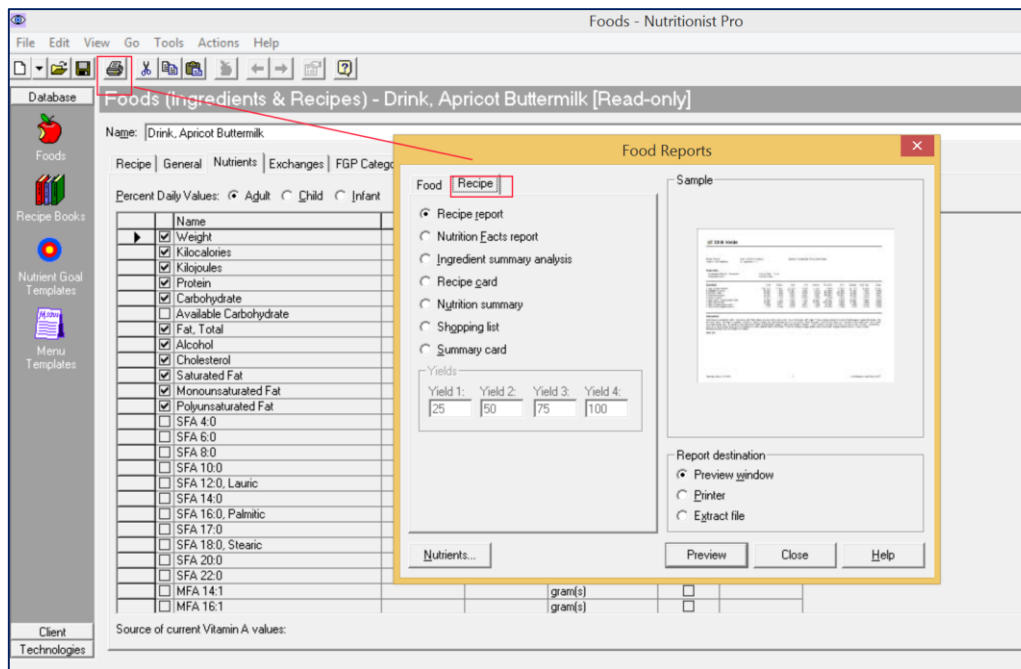 Foods - Nutritionist Pro
File Edit View Go Tools Actions Help
Database
Foods
Recipe Books
Nutrient Goal
Templates
Menu
Templates
Client
Technologies
Foods (Ingredients & Recipes) - Drink, Apricot Buttermilk [Read-only]
Name: Drink, Apricot Buttermilk
Recipe General Nutrients Exchanges FGP Catego
Percent Daily Values: Adult Child Infant
Name
Weight
Kilocalories
Kilojoules
Protein
Carbohydrate
Available Carbohydrate
Fat, Total
Alcohol
Cholesterol
Saturated Fat
Monounsaturated Fat
Polyunsaturated Fat
SFA 4:0
SFA 6:0
SFA 8:0
SFA 10:0
SFA 12:0, Lauric
SFA 14:0
SFA 16:0, Palmitic
SFA 17:0
SFA 18:0, Stearic
SFA 20:0
SFA 22:0
MFA 14:1 gram(s)
MFA 16:1 gram(s)
Source of current Vitamin A values:
Food Reports
Food Recipe
Recipe report
Nutrition Facts report
Ingredient summary analysis
Recipe card
Nutrition summary
Shopping list
Summary card
Yields
Yield 1: Yield 2: Yield 3: Yield 4:
25 50 75 100
Nutrients...
Sample
Report destination
Preview window
Printer
Extract file
Preview Close Help